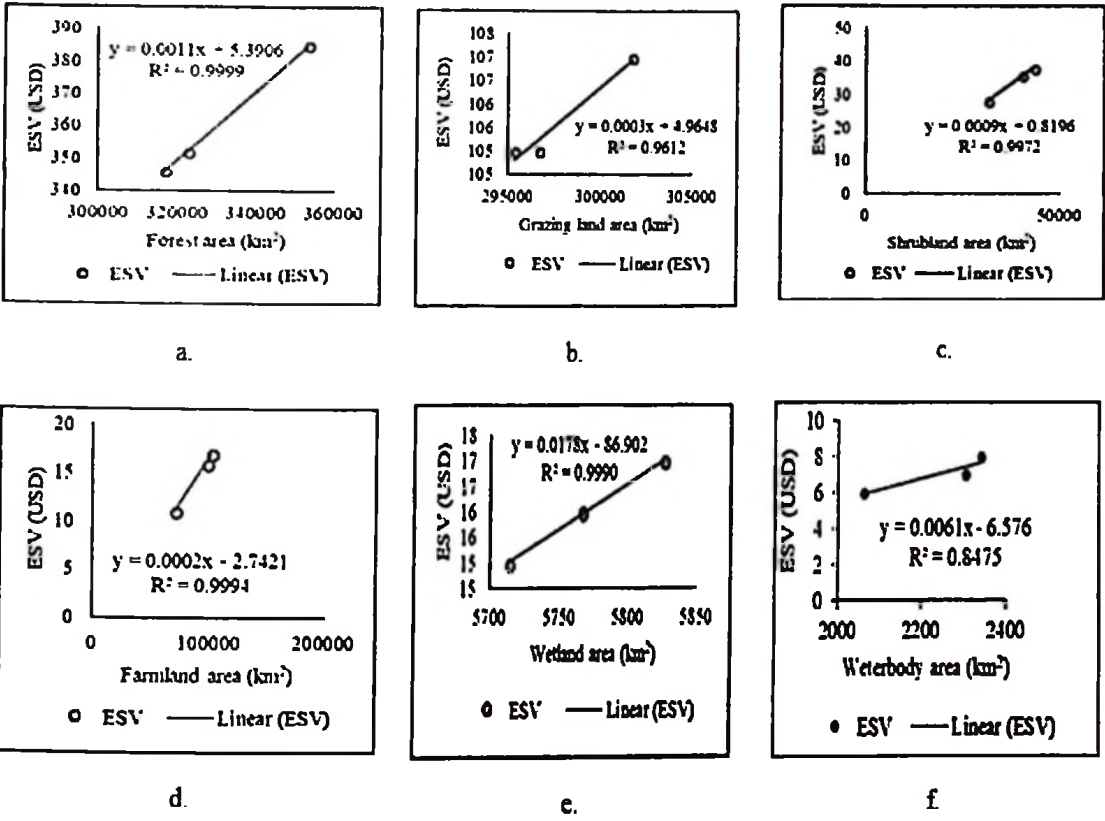 390
380
370
360
350
340
ESV (USD)
y = 0.0011x + 5.3906
R² = 0.9999
300000 320000 340000 360000
Forest area (km²)
ESV Linear (ESV)
a.
108
107
107
106
106
105
105
ESV (USD)
y = 0.0003x + 4.9648
R² = 0.9612
295000 300000 305000
Grazing land area (km²)
ESV Linear (ESV)
b.
50
40
30
20
10
0
ESV (USD)
y = 0.0009x + 0.8196
R² = 0.9972
0 50000
Shrubland area (km²)
ESV Linear (ESV)
c.
20
15
10
5
0
ESV (USD)
y = 0.0002x - 2.7421
R² = 0.9994
0 100000 200000
Farmland area (km²)
ESV Linear (ESV)
d.
18
17
17
16
16
15
15
ESV (USD)
y = 0.0178x - 86.902
R² = 0.9990
5700 5750 5800 5850
Wetland area (km²)
ESV Linear (ESV)
e.
10
8
6
4
2
0
ESV (USD)
y = 0.0061x - 6.576
R² = 0.8475
2000 2200 2400
Weterbody area (km²)
ESV Linear (ESV)
f.